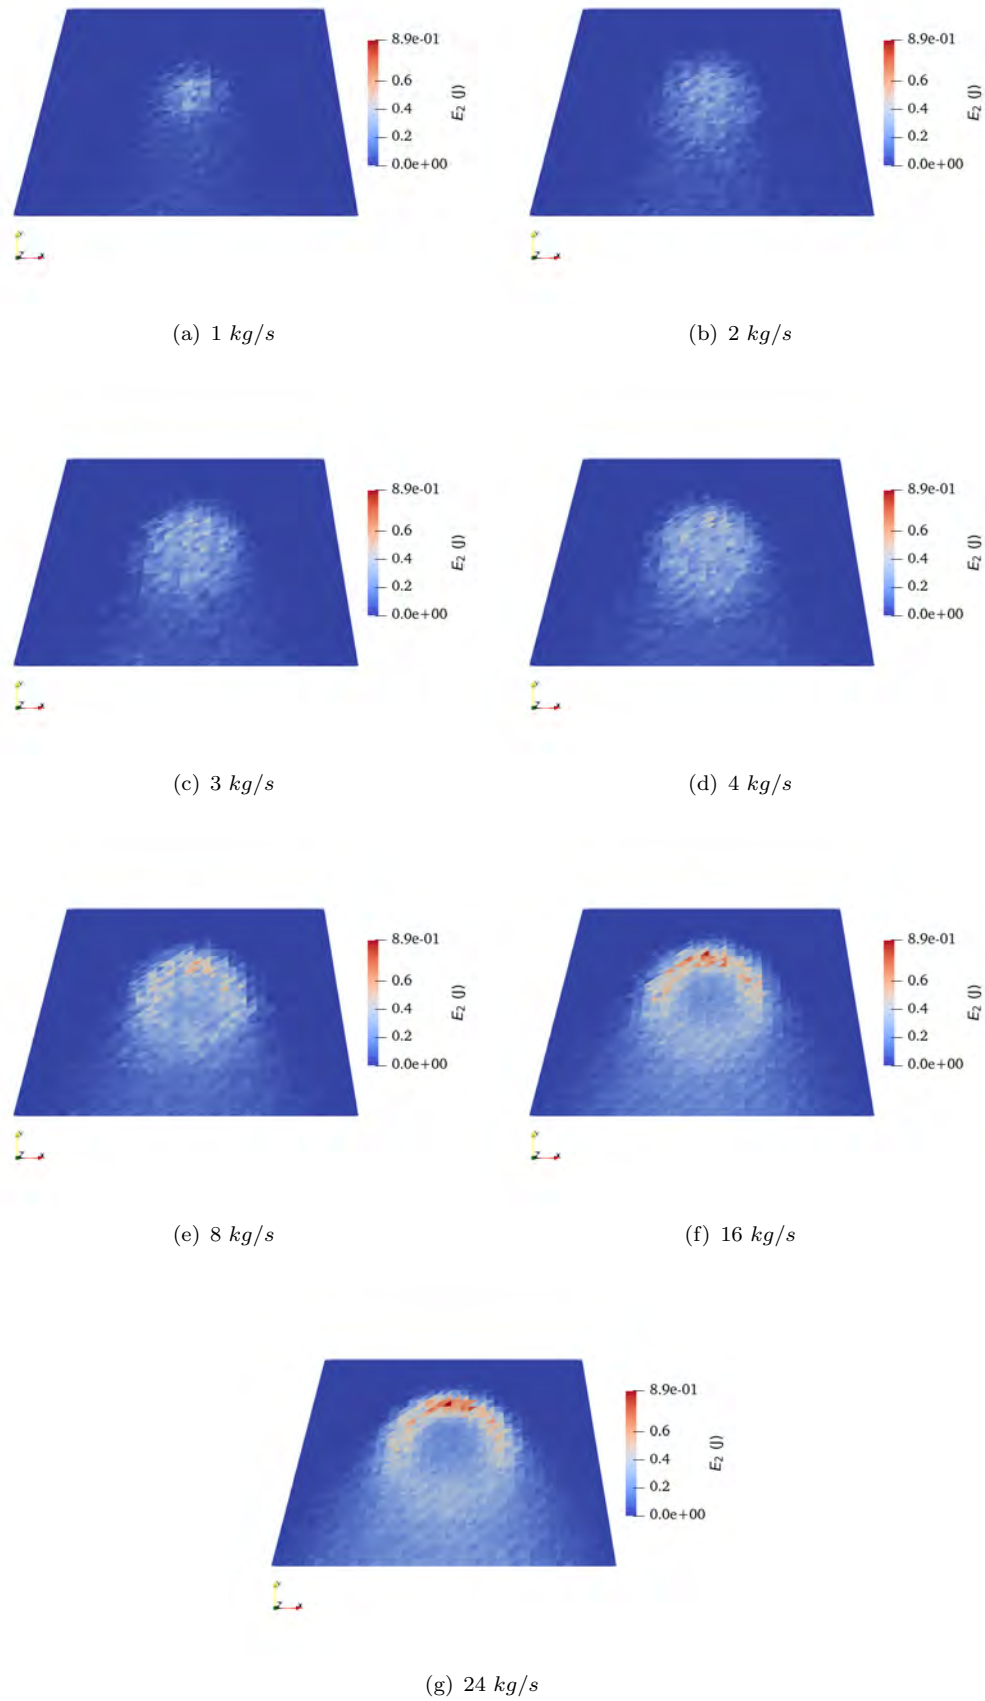 8.9e-01
0.6
0.4
0.2
0.0e+00
E₂ (J)
Y
Z X
(a) 1 kg/s
8.9e-01
0.6
0.4
0.2
0.0e+00
E₂ (J)
Y
Z X
(b) 2 kg/s
8.9e-01
0.6
0.4
0.2
0.0e+00
E₂ (J)
Y
Z X
(c) 3 kg/s
8.9e-01
0.6
0.4
0.2
0.0e+00
E₂ (J)
Y
Z X
(d) 4 kg/s
8.9e-01
0.6
0.4
0.2
0.0e+00
E₂ (J)
Y
Z X
(e) 8 kg/s
8.9e-01
0.6
0.4
0.2
0.0e+00
E₂ (J)
Y
Z X
(f) 16 kg/s
8.9e-01
0.6
0.4
0.2
0.0e+00
E₂ (J)
Y
Z X
(g) 24 kg/s